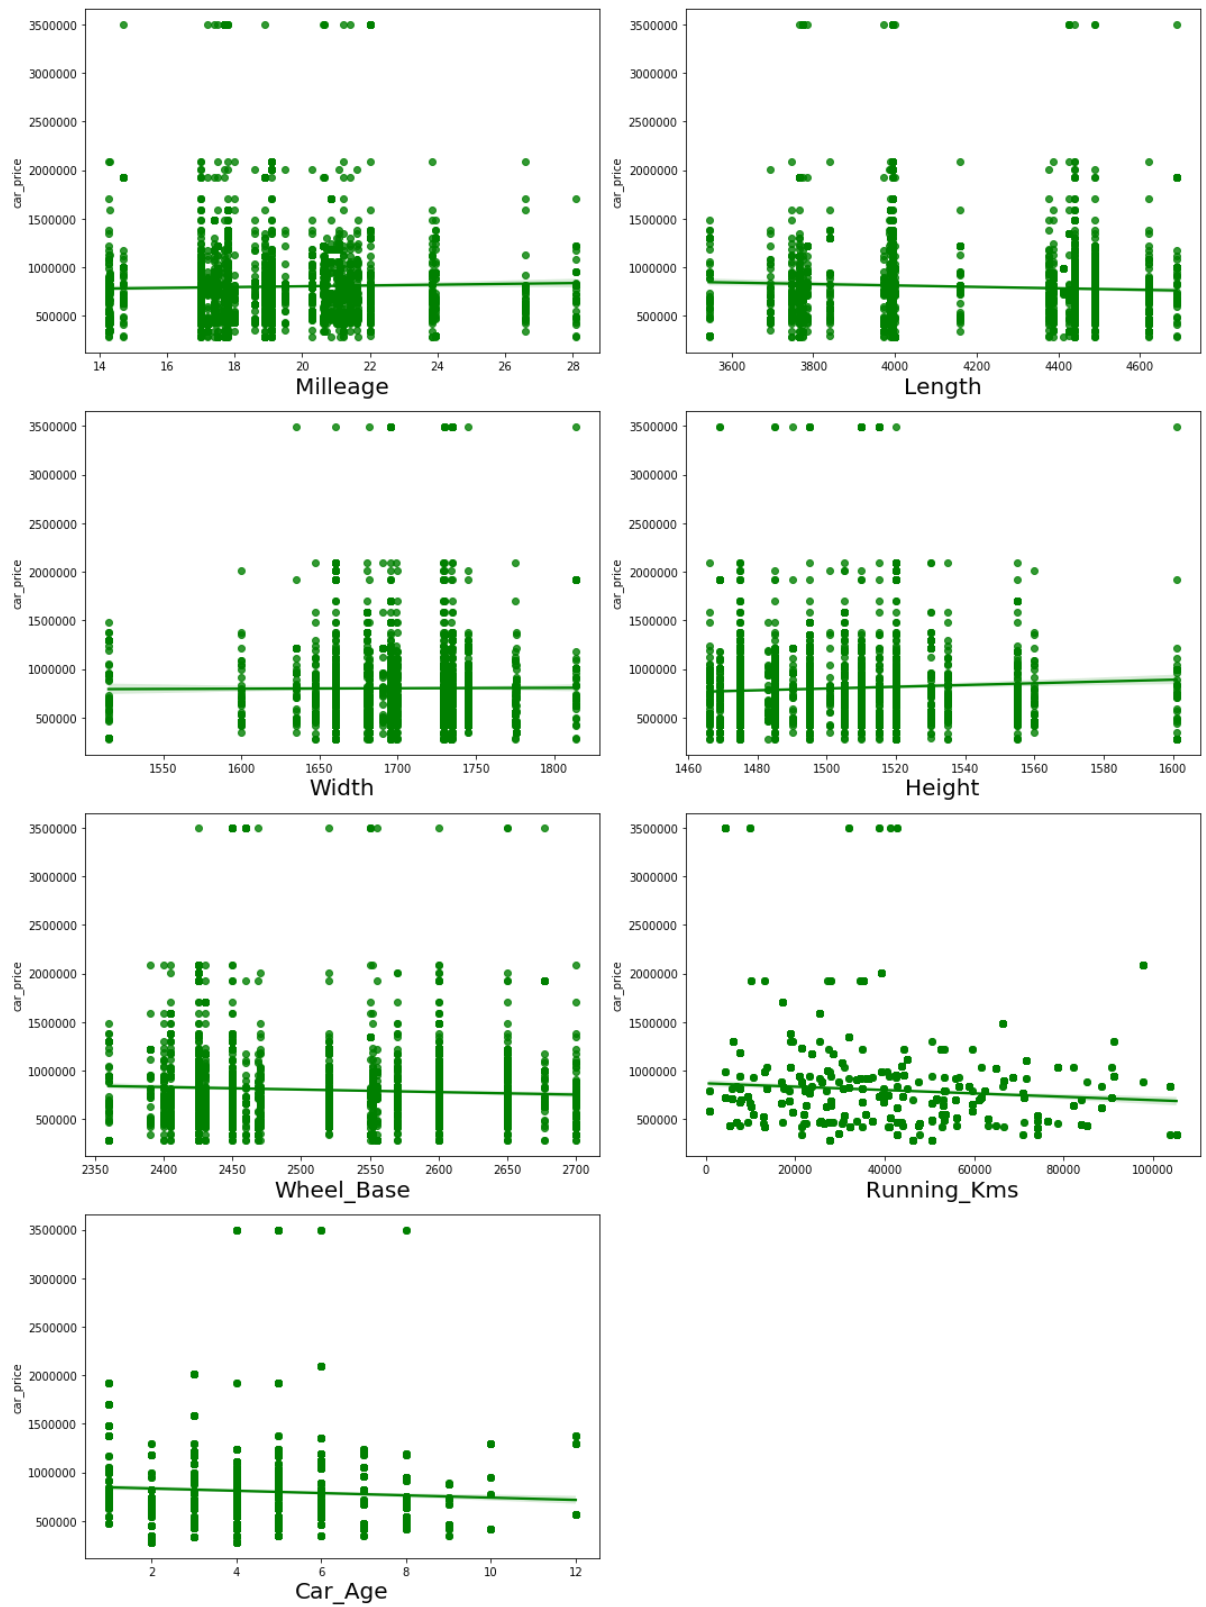 3500000
3000000
2500000
2000000
1500000
1000000
500000
car_price
14 16 18 20 22 24 26 28
Milleage
3500000
3000000
2500000
2000000
1500000
1000000
500000
car_price
3600 3800 4000 4200 4400 4600
Length
3500000
3000000
2500000
2000000
1500000
1000000
500000
car_price
1550 1600 1650 1700 1750 1800
Width
3500000
3000000
2500000
2000000
1500000
1000000
500000
car_price
1460 1480 1500 1520 1540 1560 1580 1600
Height
3500000
3000000
2500000
2000000
1500000
1000000
500000
car_price
2350 2400 2450 2500 2550 2600 2650 2700
Wheel_Base
3500000
3000000
2500000
2000000
1500000
1000000
500000
car_price
0 20000 40000 60000 80000 100000
Running_Kms
3500000
3000000
2500000
2000000
1500000
1000000
500000
car_price
2 4 6 8 10 12
Car_Age